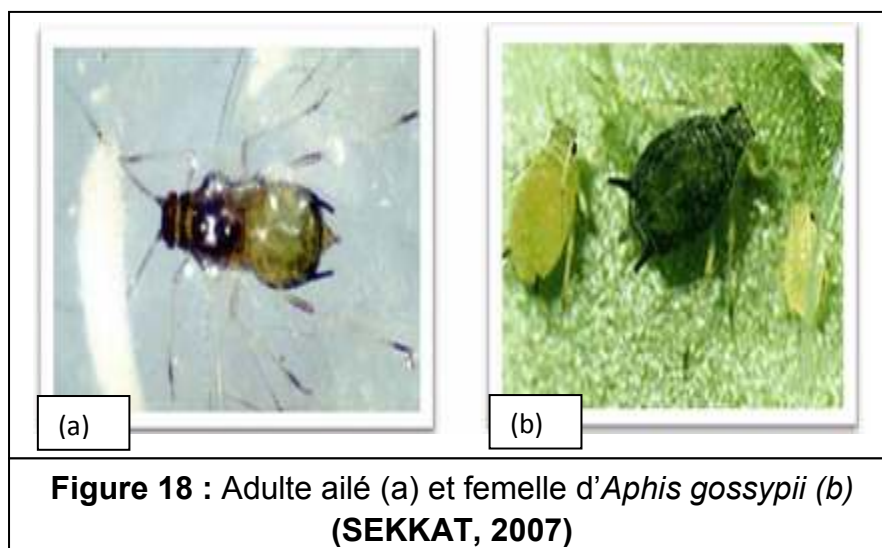 (a)
(b)
Figure 18 : Adulte ailé (a) et femelle d’Aphis gossypii (b)
(SEKKAT, 2007)